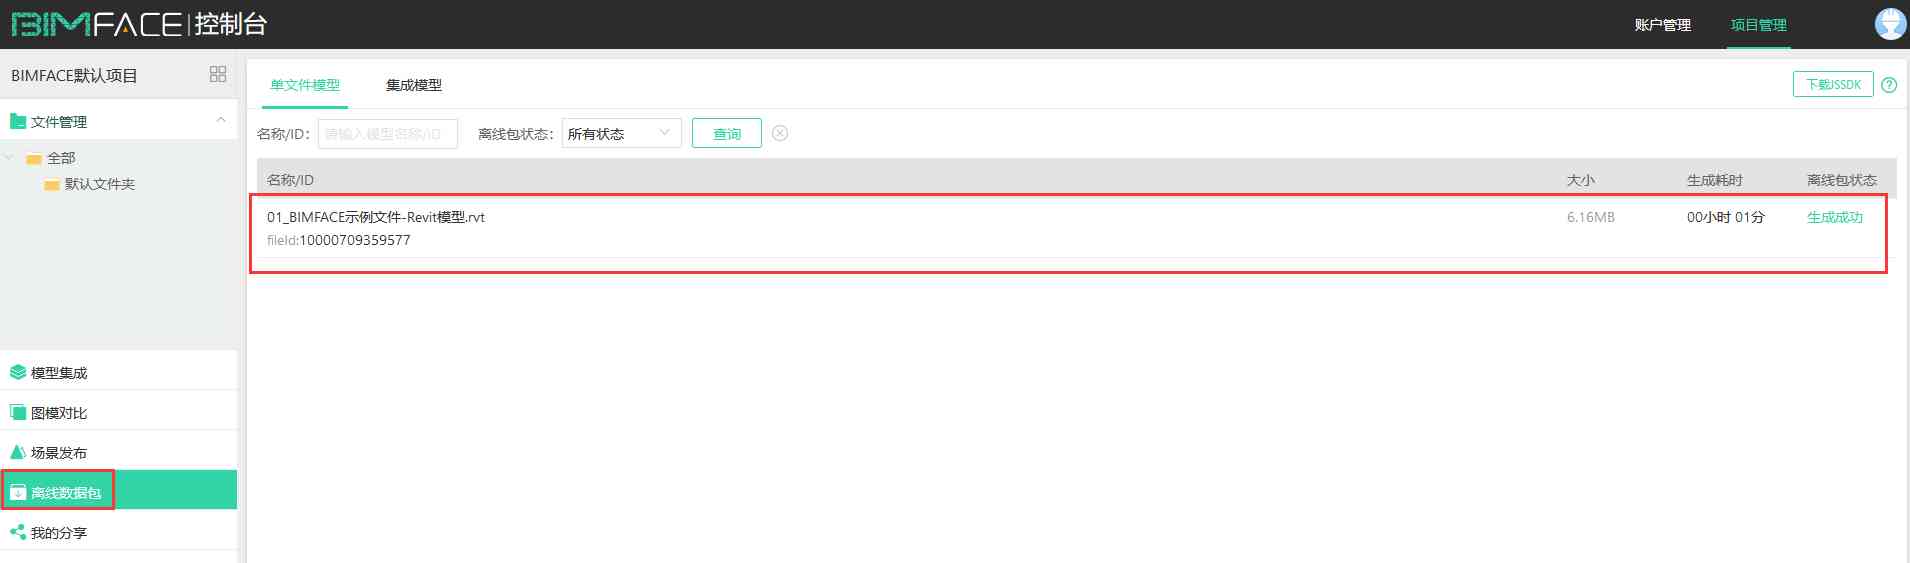 BIMFACE|控制台
账户管理
项目管理
BIMFACE默认项目
文件管理
全部
默认文件夹
模型集成
图模对比
场景发布
离线数据包
我的分享
单文件模型
集成模型
下载JSSDK
名称/ID:
请输入模型名称/ID
离线包状态:
所有状态
查询
名称/ID
大小
生成耗时
离线包状态
01_BIMFACE示例文件-Revit模型.rvt
6.16MB
00小时 01分
生成成功
fileId:10000709359577